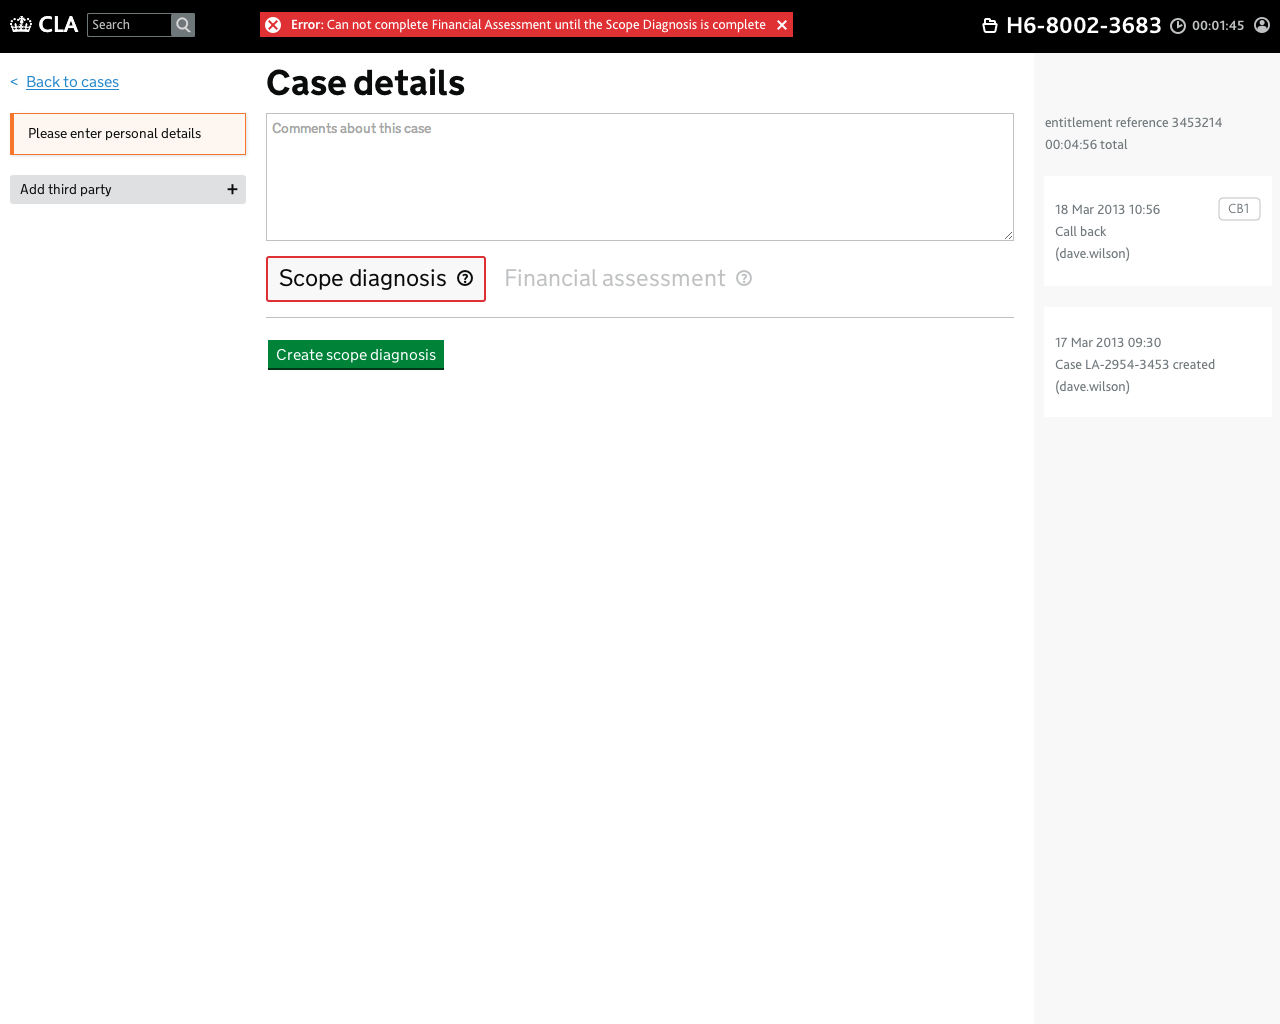 CLA
Search
Error: Can not complete Financial Assessment until the Scope Diagnosis is complete
H6-8002-3683
00:01:45
< Back to cases
Please enter personal details
Add third party +
Case details
Comments about this case
Scope diagnosis ?
Financial assessment ?
Create scope diagnosis
entitlement reference 3453214
00:04:56 total
18 Mar 2013 10:56
CB1
Call back
(dave.wilson)
17 Mar 2013 09:30
Case LA-2954-3453 created
(dave.wilson)